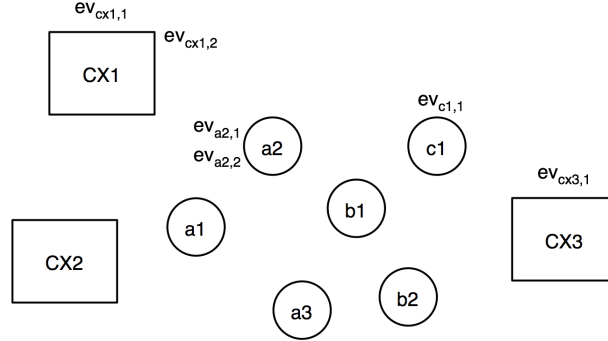 ev_cx1,1
ev_cx1,2
CX1
ev_c1,1
ev_a2,1
ev_a2,2
a2
c1
ev_cx3,1
b1
a1
CX3
CX2
b2
a3